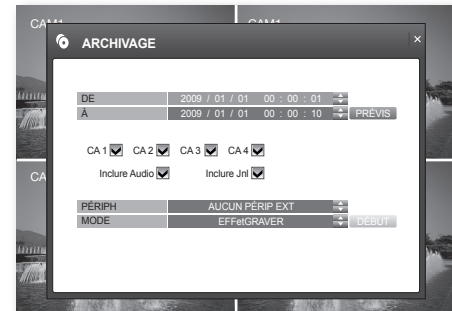 CAM1 CAM1
ARCHIVAGE ×
DE 2009 / 01 / 01 00 : 00 : 01
À 2009 / 01 / 01 00 : 00 : 10 PRÉVIS
CA 1 CA 2 CA 3 CA 4
Inclure Audio Inclure Jnl
PÉRIPH AUCUN PÉRIP EXT
MODE EFFetGRAVER DÉBUT